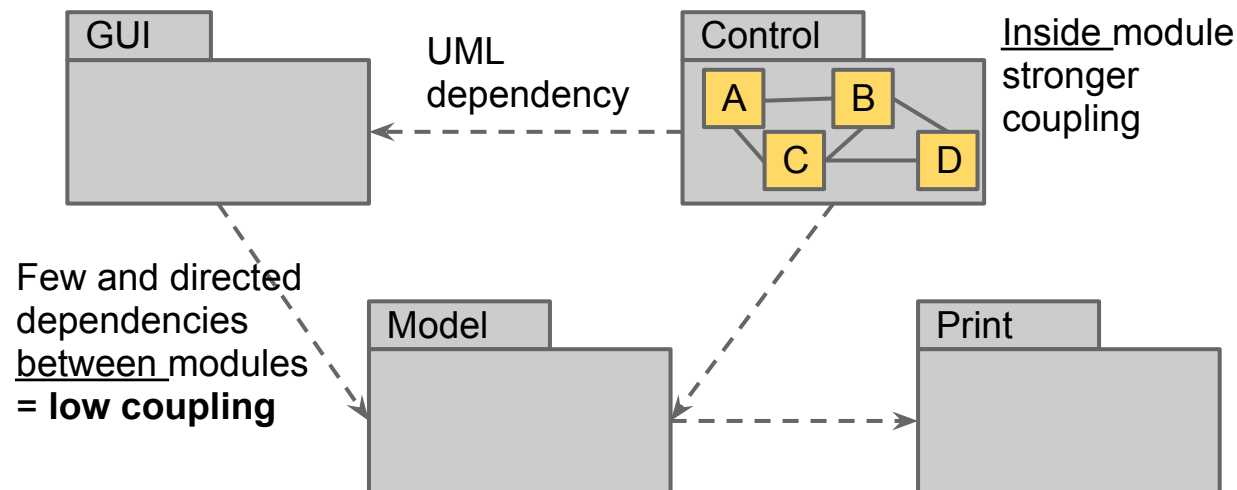 GUI
UML
dependency
Control
A
B
C
D
Inside module
stronger
coupling
Few and directed
dependencies
between modules
= low coupling
Model
Print